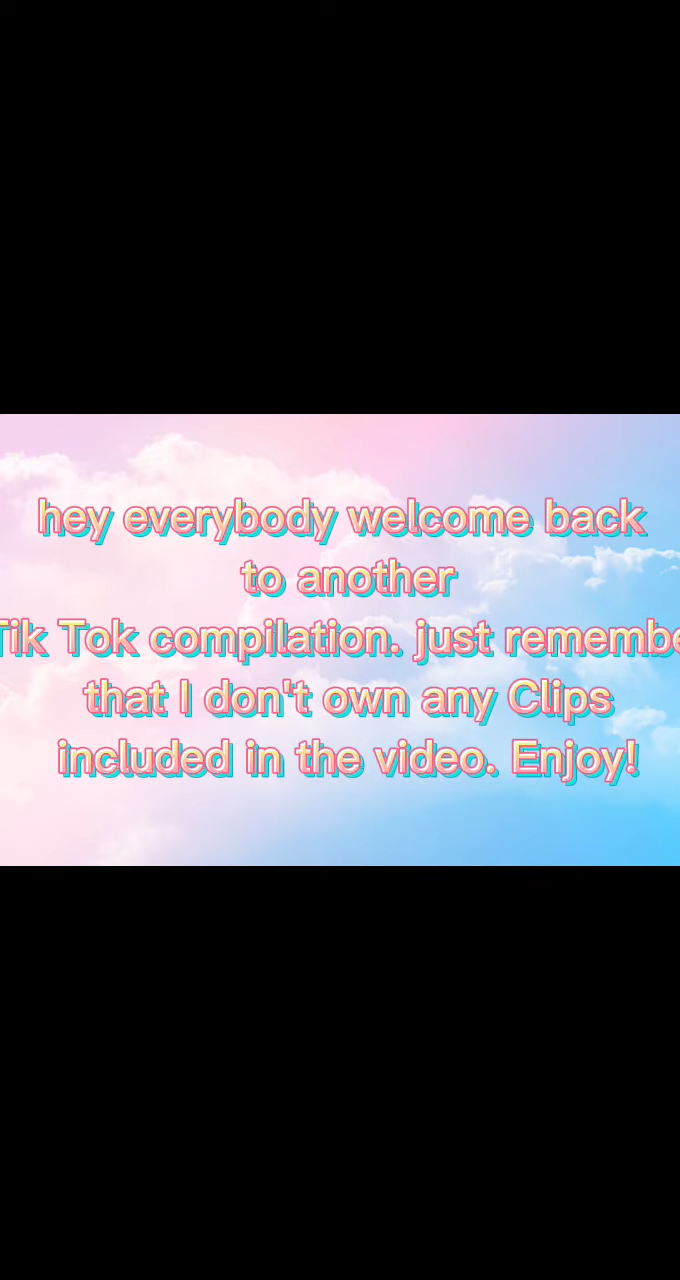 hey everybody welcome back
to another
Tik Tok compilation. just remembe
that I don't own any Clips
included in the video. Enjoy!